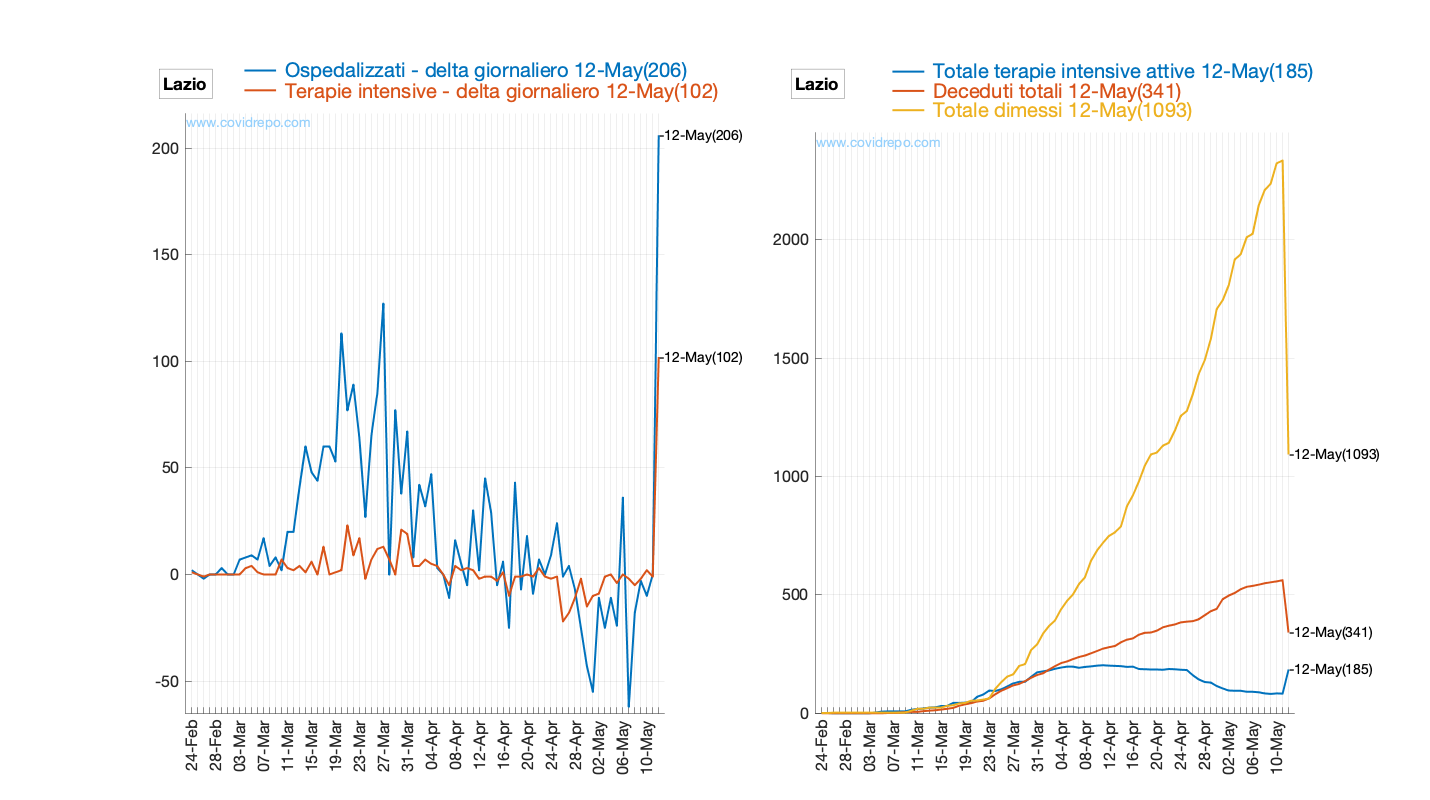 Lazio
Ospedalizzati - delta giornaliero 12-May(206)
Terapie intensive - delta giornaliero 12-May(102)
www.covidrepo.com
12-May(206)
12-May(102)
200
150
100
50
0
-50
24-Feb
28-Feb
03-Mar
07-Mar
11-Mar
15-Mar
19-Mar
23-Mar
27-Mar
31-Mar
04-Apr
08-Apr
12-Apr
16-Apr
20-Apr
24-Apr
28-Apr
02-May
06-May
10-May
Lazio
Totale terapie intensive attive 12-May(185)
Deceduti totali 12-May(341)
Totale dimessi 12-May(1093)
www.covidrepo.com
12-May(1093)
12-May(341)
12-May(185)
2000
1500
1000
500
0
24-Feb
28-Feb
03-Mar
07-Mar
11-Mar
15-Mar
19-Mar
23-Mar
27-Mar
31-Mar
04-Apr
08-Apr
12-Apr
16-Apr
20-Apr
24-Apr
28-Apr
02-May
06-May
10-May